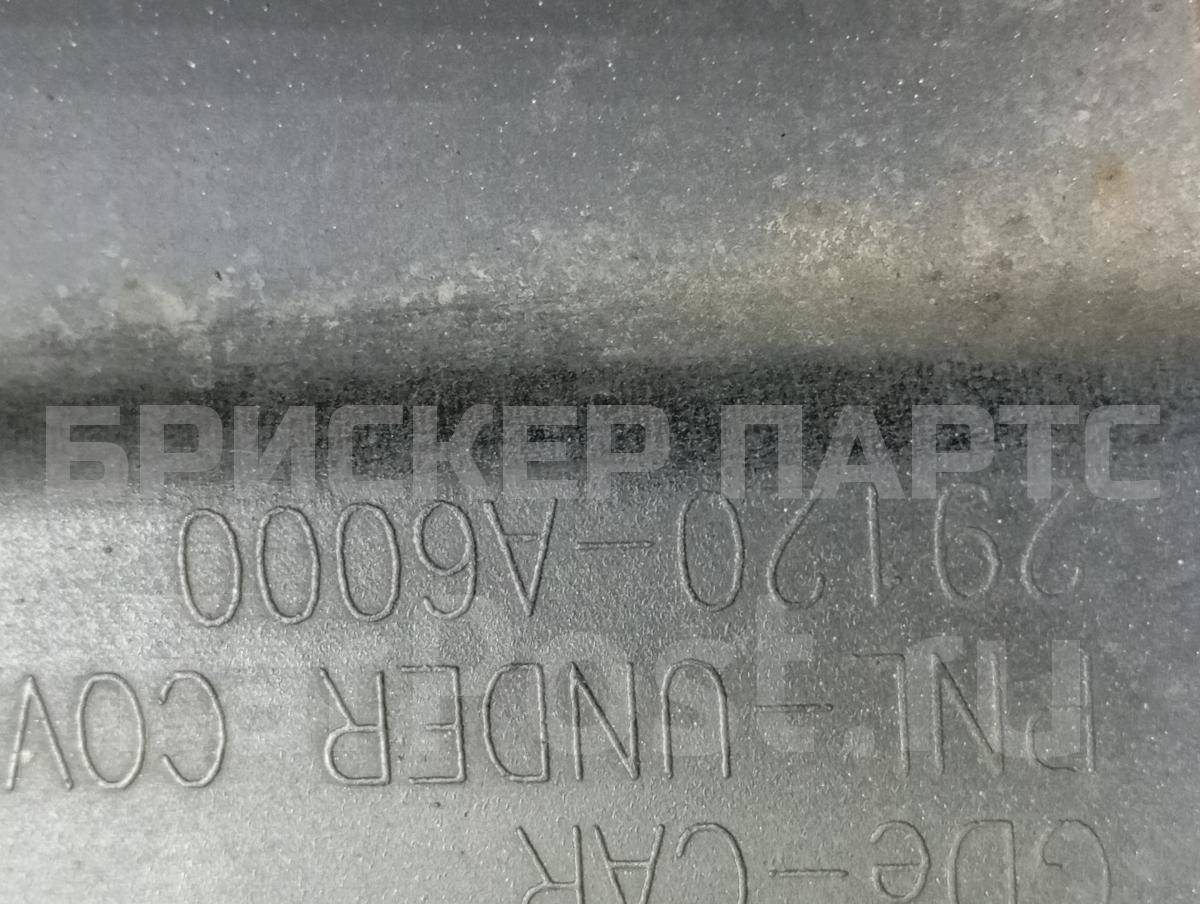 БРИСКЕР ПАРТС
GDe-CAR
PNL-UNDER COV
29120-A6000